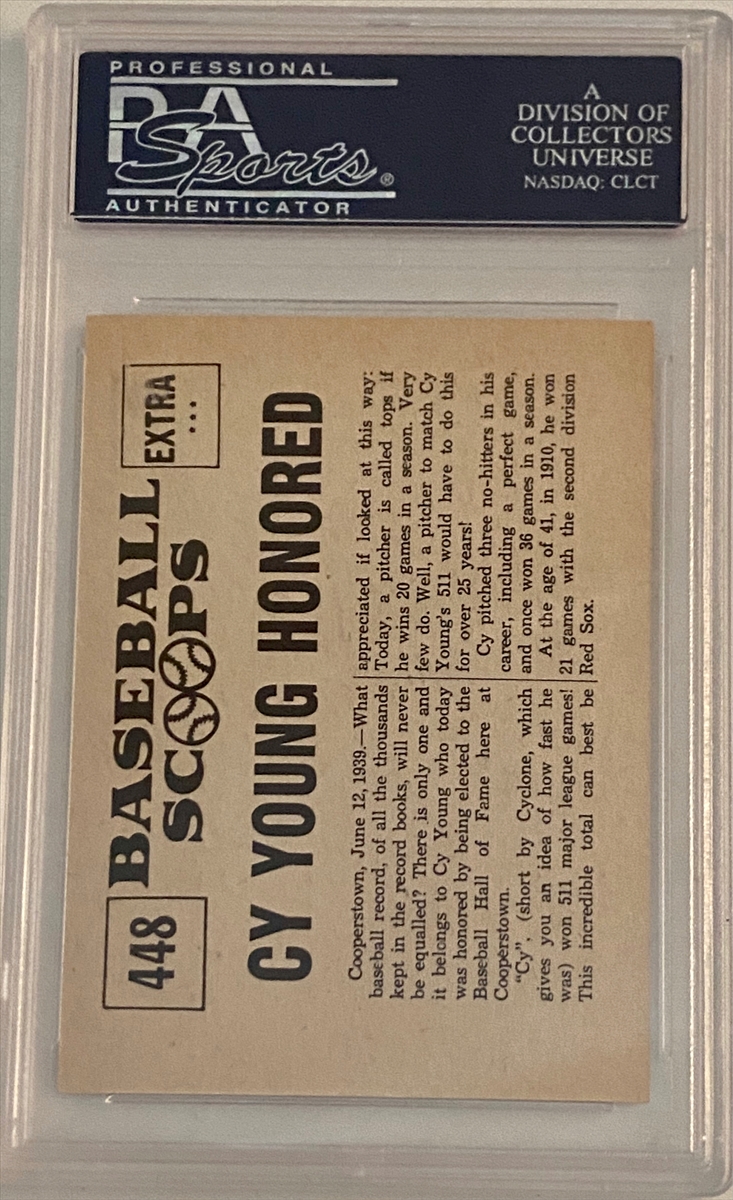 PROFESSIONAL
PSA
Sports®
AUTHENTICATOR
A
DIVISION OF
COLLECTORS
UNIVERSE
NASDAQ: CLCT
448
BASEBALL
SCOOPS
EXTRA
...
CY YOUNG HONORED
Cooperstown, June 12, 1939.—What
baseball record, of all the thousands
kept in the record books, will never
be equalled? There is only one and
it belongs to Cy Young who today
was honored by being elected to the
Baseball Hall of Fame here at
Cooperstown.
"Cy", (short by Cyclone, which
gives you an idea of how fast he
was) won 511 major league games!
This incredible total can best be
appreciated if looked at this way:
Today, a pitcher is called tops if
he wins 20 games in a season. Very
few do. Well, a pitcher to match Cy
Young's 511 would have to do this
for over 25 years!
Cy pitched three no-hitters in his
career, including a perfect game,
and once won 36 games in a season.
At the age of 41, in 1910, he won
21 games with the second division
Red Sox.